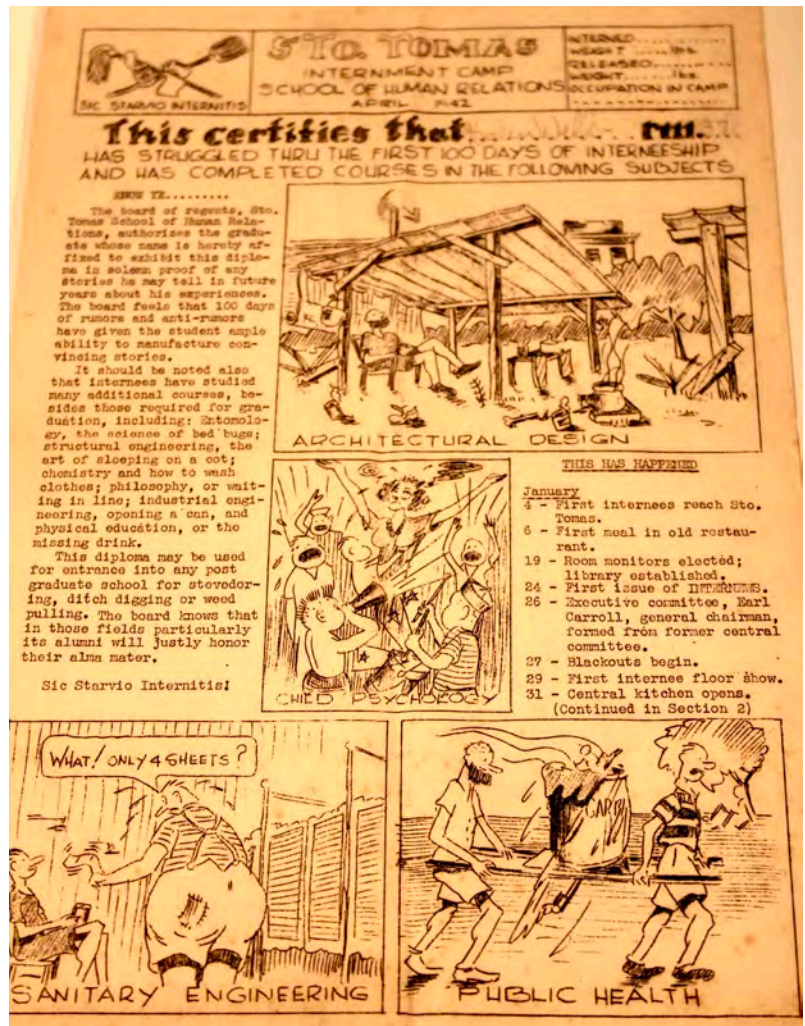 STO. TOMAS
INTERNMENT CAMP
SCHOOL OF HUMAN RELATIONS
APRIL 1942
SIC STARVIO INTERNITIS
INTERNED..............
WEIGHT ......lbs.
RELEASED..........
WEIGHT.......lbs.
OCCUPATION IN CAMP
This certifies that
HAS STRUGGLED THRU THE FIRST 100 DAYS OF INTERNEESHIP
AND HAS COMPLETED COURSES IN THE FOLLOWING SUBJECTS
KNOW YE.........
The board of regents, Sto.
Tomas School of Human Rela-
tions, authorizes the gradu-
ate whose name is hereby af-
fixed to exhibit this diplo-
ma in solemn proof of any
stories he may tell in future
years about his experiences.
The board feels that 100 days
of rumors and anti-rumors
have given the student ample
ability to manufacture con-
vincing stories.
It should be noted also
that internees have studied
many additional courses, be-
sides those required for gra-
duation, including: Entomolo-
gy, the science of bed bugs;
structural engineering, the
art of sleeping on a cot;
chemistry and how to wash
clothes; philosophy, or wait-
ing in line; industrial engi-
neering, opening a can, and
physical education, or the
missing drink.
This diploma may be used
for entrance into any post
graduate school for stevedor-
ing, ditch digging or weed
pulling. The board knows that
in those fields particularly
its alumni will justly honor
their alma mater.
Sic Starvio Internitis!
ARCHITECTURAL DESIGN
CHILD PSYCHOLOGY
THIS HAS HAPPENED
January
4 - First internees reach Sto.
Tomas.
6 - First meal in old restau-
rant.
19 - Room monitors elected;
library established.
24 - First issue of INTERNEWS.
26 - Executive committee, Earl
Carroll, general chairman,
formed from former central
committee.
27 - Blackouts begin.
29 - First internee floor show.
31 - Central kitchen opens.
(Continued in Section 2)
WHAT! ONLY 4 SHEETS?
SANITARY ENGINEERING
GARB
PUBLIC HEALTH